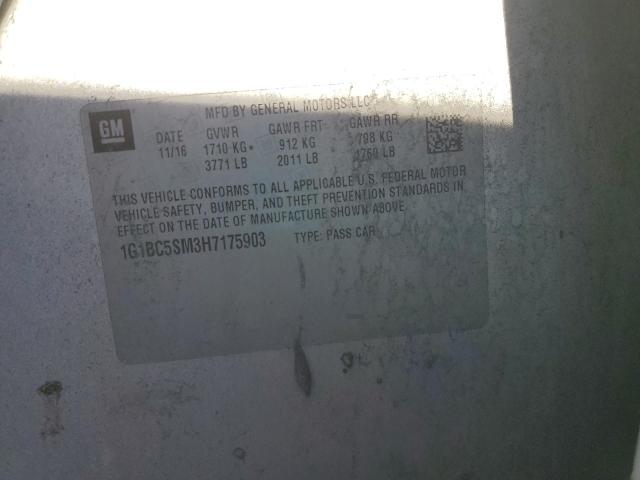 MFD BY GENERAL MOTORS LLC
GM
DATE GVWR GAWR FRT GAWR RR
11/16 1710 KG 912 KG 798 KG
3771 LB 2011 LB 1760 LB
THIS VEHICLE CONFORMS TO ALL APPLICABLE U.S. FEDERAL MOTOR
VEHICLE SAFETY, BUMPER, AND THEFT PREVENTION STANDARDS IN
EFFECT ON THE DATE OF MANUFACTURE SHOWN ABOVE.
1G1BC5SM3H7175903 TYPE: PASS CAR